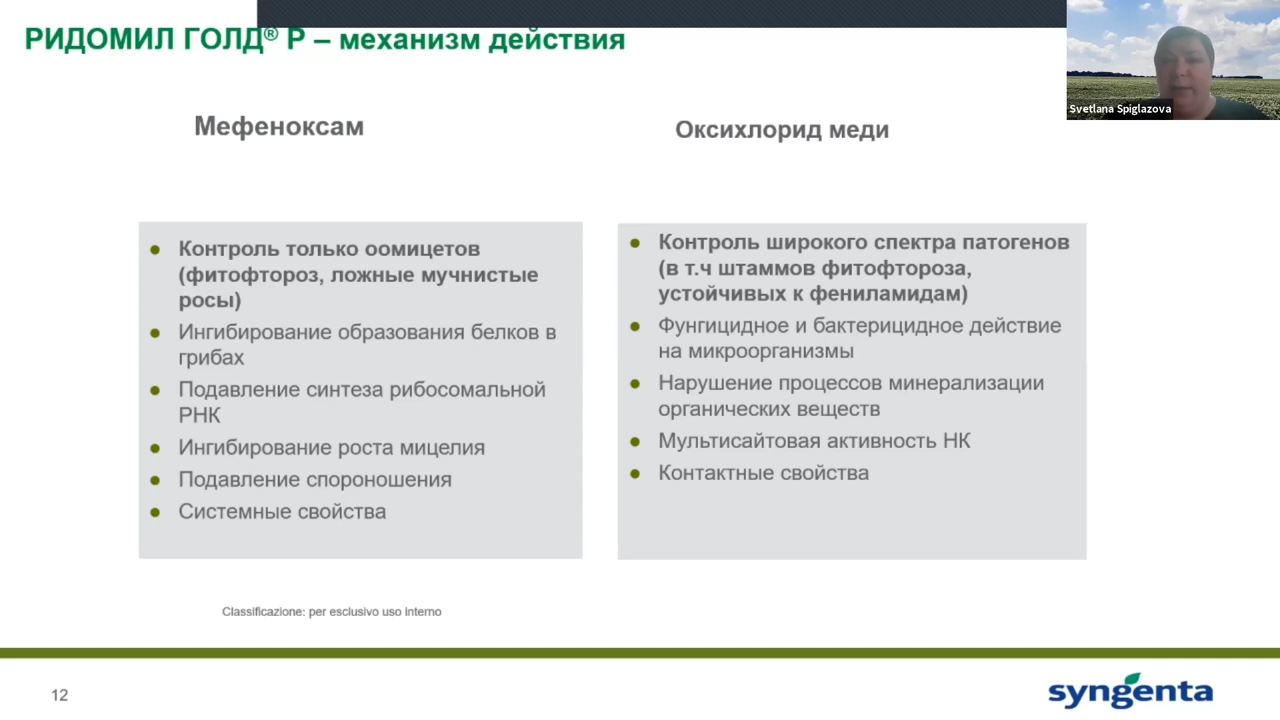 РИДОМИЛ ГОЛД® Р – механизм действия
Svetlana Spiglazova
Мефеноксам
Контроль только оомицетов
(фитофтороз, ложные мучнистые
росы)
Ингибирование образования белков в
грибах
Подавление синтеза рибосомальной
РНК
Ингибирование роста мицелия
Подавление спороношения
Системные свойства
Оксихлорид меди
Контроль широкого спектра патогенов
(в т.ч штаммов фитофтороза,
устойчивых к фениламидам)
Фунгицидное и бактерицидное действие
на микроорганизмы
Нарушение процессов минерализации
органических веществ
Мультисайтовая активность НК
Контактные свойства
Classificazione: per esclusivo uso interno
12
syngenta